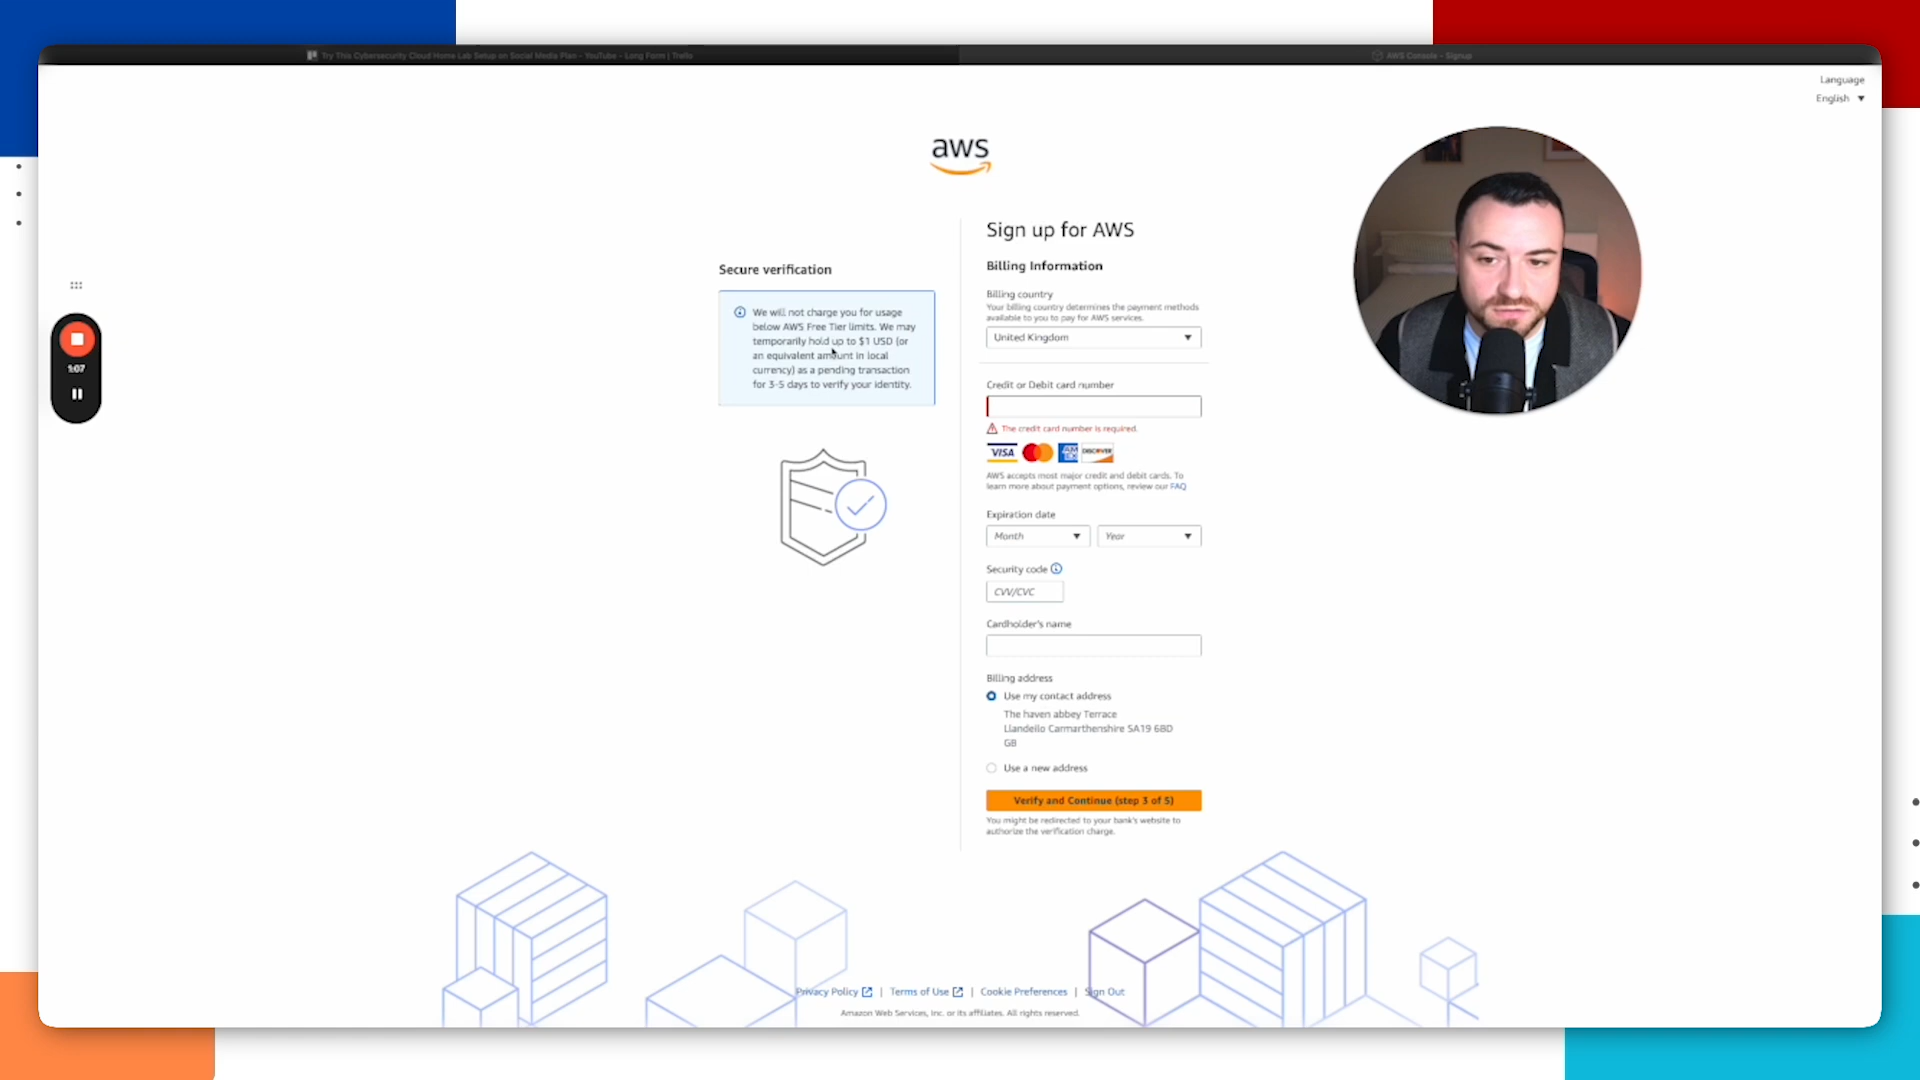 Try This Cybersecurity Cloud Home Lab Setup on Social Media Plan - YouTube - Long Form | Trello
AWS Console - Signup
Language
English
aws
Sign up for AWS
Secure verification
We will not charge you for usage
below AWS Free Tier limits. We may
temporarily hold up to $1 USD (or
an equivalent amount in local
currency) as a pending transaction
for 3-5 days to verify your identity.
1:07
Billing Information
Billing country
Your billing country determines the payment methods
available to you to pay for AWS services.
United Kingdom
Credit or Debit card number
The credit card number is required.
VISA
AM
EX
DISCOVER
AWS accepts most major credit and debit cards. To
learn more about payment options, review our FAQ
Expiration date
Month
Year
Security code
CVV/CVC
Cardholder's name
Billing address
Use my contact address
The haven abbey Terrace
Llandeilo Carmarthenshire SA19 6BD
GB
Use a new address
Verify and Continue (step 3 of 5)
You might be redirected to your bank's website to
authorize the verification charge.
Privacy Policy | Terms of Use | Cookie Preferences | Sign Out
Amazon Web Services, Inc. or its affiliates. All rights reserved.